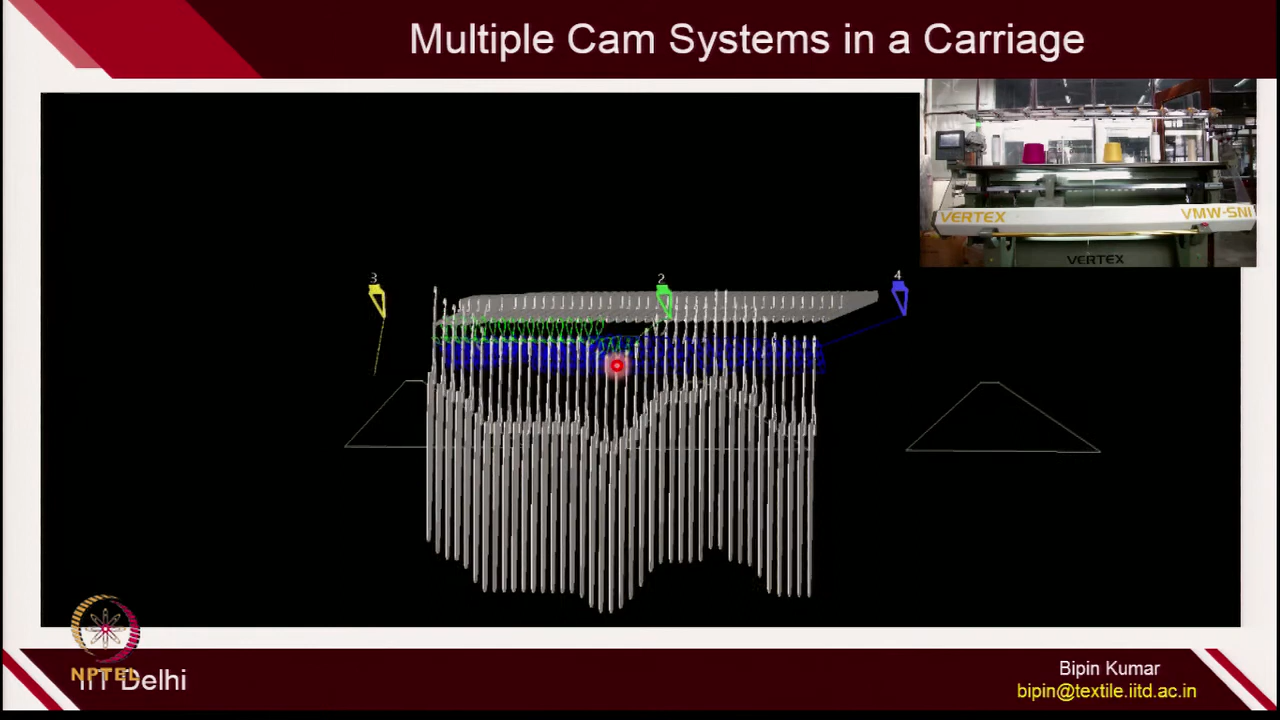 Multiple Cam Systems in a Carriage
VERTEX
VMW-SNI
VERTEX
3
2
4
NPTEL
IIT Delhi
Bipin Kumar
bipin@textile.iitd.ac.in